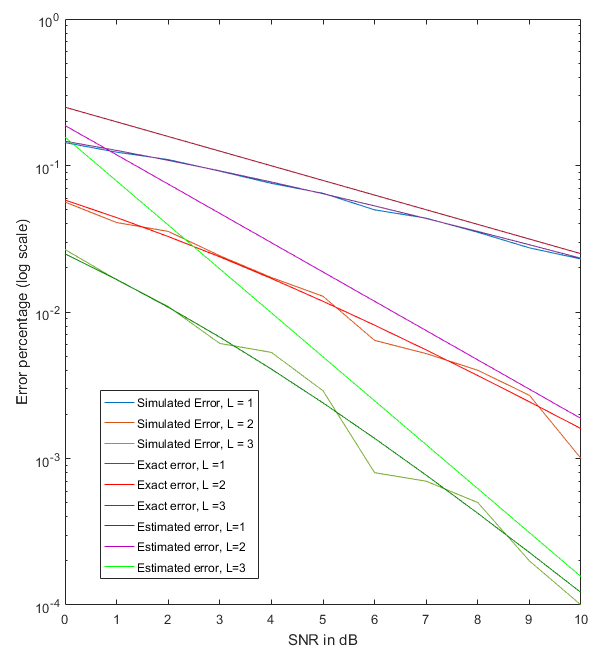 10^0
10^-1
10^-2
10^-3
10^-4
Error percentage (log scale)
Simulated Error, L = 1
Simulated Error, L = 2
Simulated Error, L = 3
Exact error, L =1
Exact error, L =2
Exact error, L =3
Estimated error, L=1
Estimated error, L=2
Estimated error, L=3
0 1 2 3 4 5 6 7 8 9 10
SNR in dB